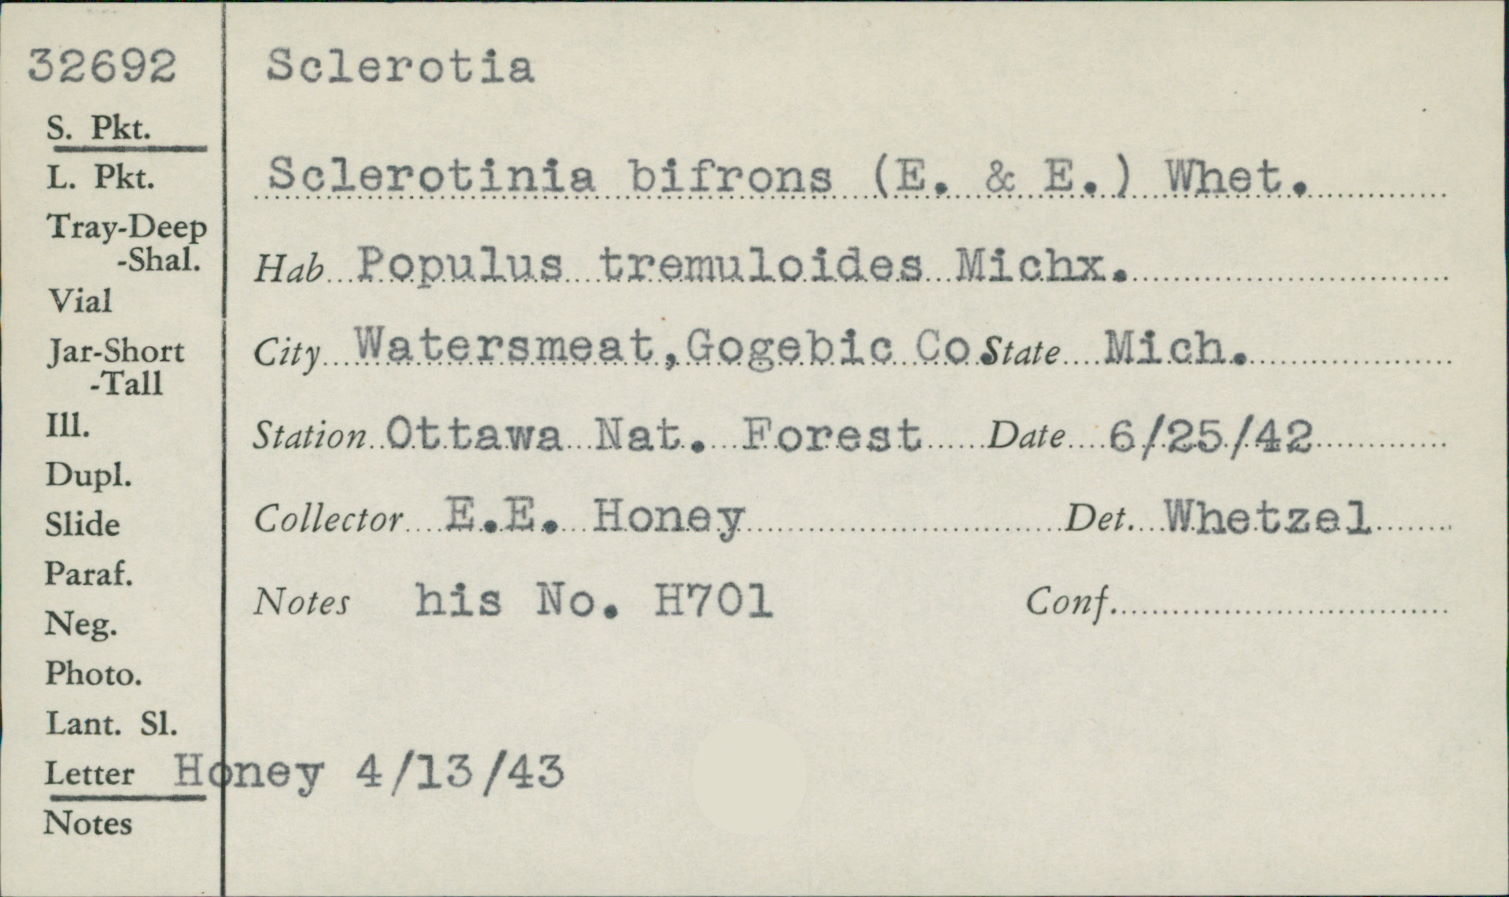 32692 Sclerotia
S. Pkt.
L. Pkt. Sclerotinia bifrons (E. & E.) Whet.
Tray-Deep
-Shal. Hab Populus tremuloides Michx.
Vial
Jar-Short City Watersmeat, Gogebic Co State Mich.
-Tall
Ill. Station Ottawa Nat. Forest Date 6/25/42
Dupl.
Slide Collector E.E. Honey Det. Whetzel
Paraf.
Neg. Notes his No. H701 Conf.
Photo.
Lant. Sl.
Letter Honey 4/13/43
Notes